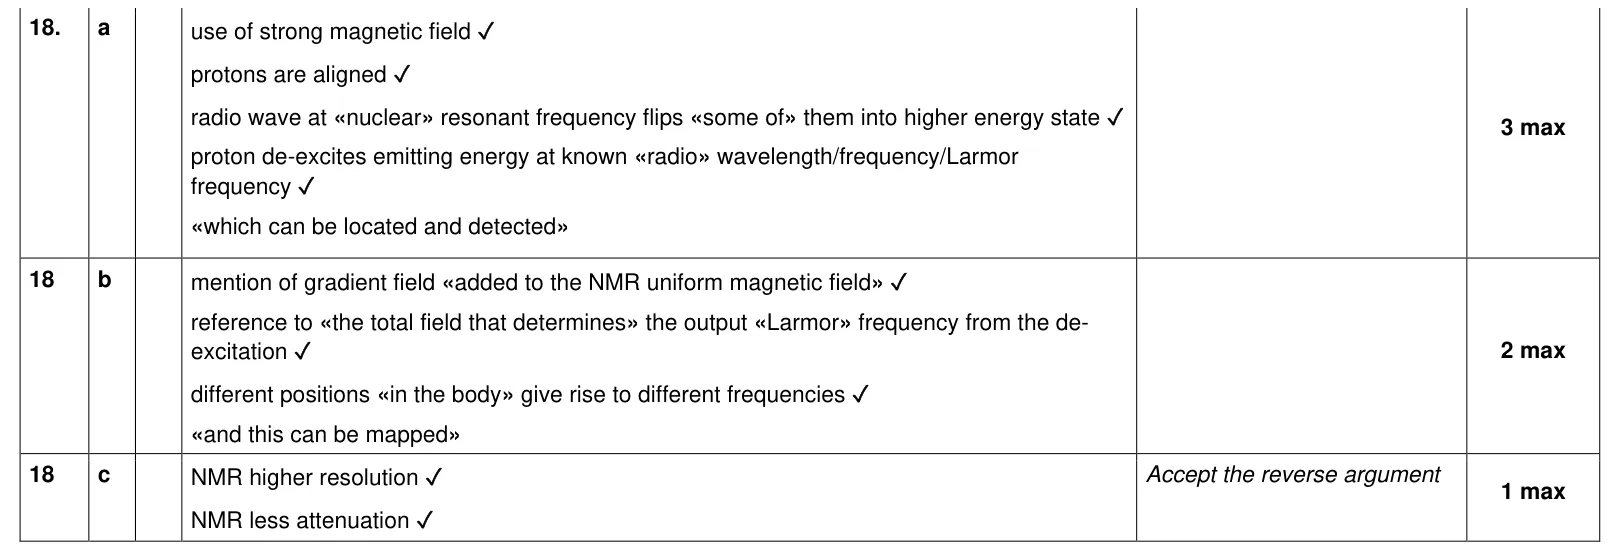 18. a use of strong magnetic field ✓
protons are aligned ✓
radio wave at «nuclear» resonant frequency flips «some of» them into higher energy state ✓
3 max
proton de-excites emitting energy at known «radio» wavelength/frequency/Larmor
frequency ✓
«which can be located and detected»
18 b mention of gradient field «added to the NMR uniform magnetic field» ✓
reference to «the total field that determines» the output «Larmor» frequency from the de-
excitation ✓
2 max
different positions «in the body» give rise to different frequencies ✓
«and this can be mapped»
18 c NMR higher resolution ✓ Accept the reverse argument
1 max
NMR less attenuation ✓